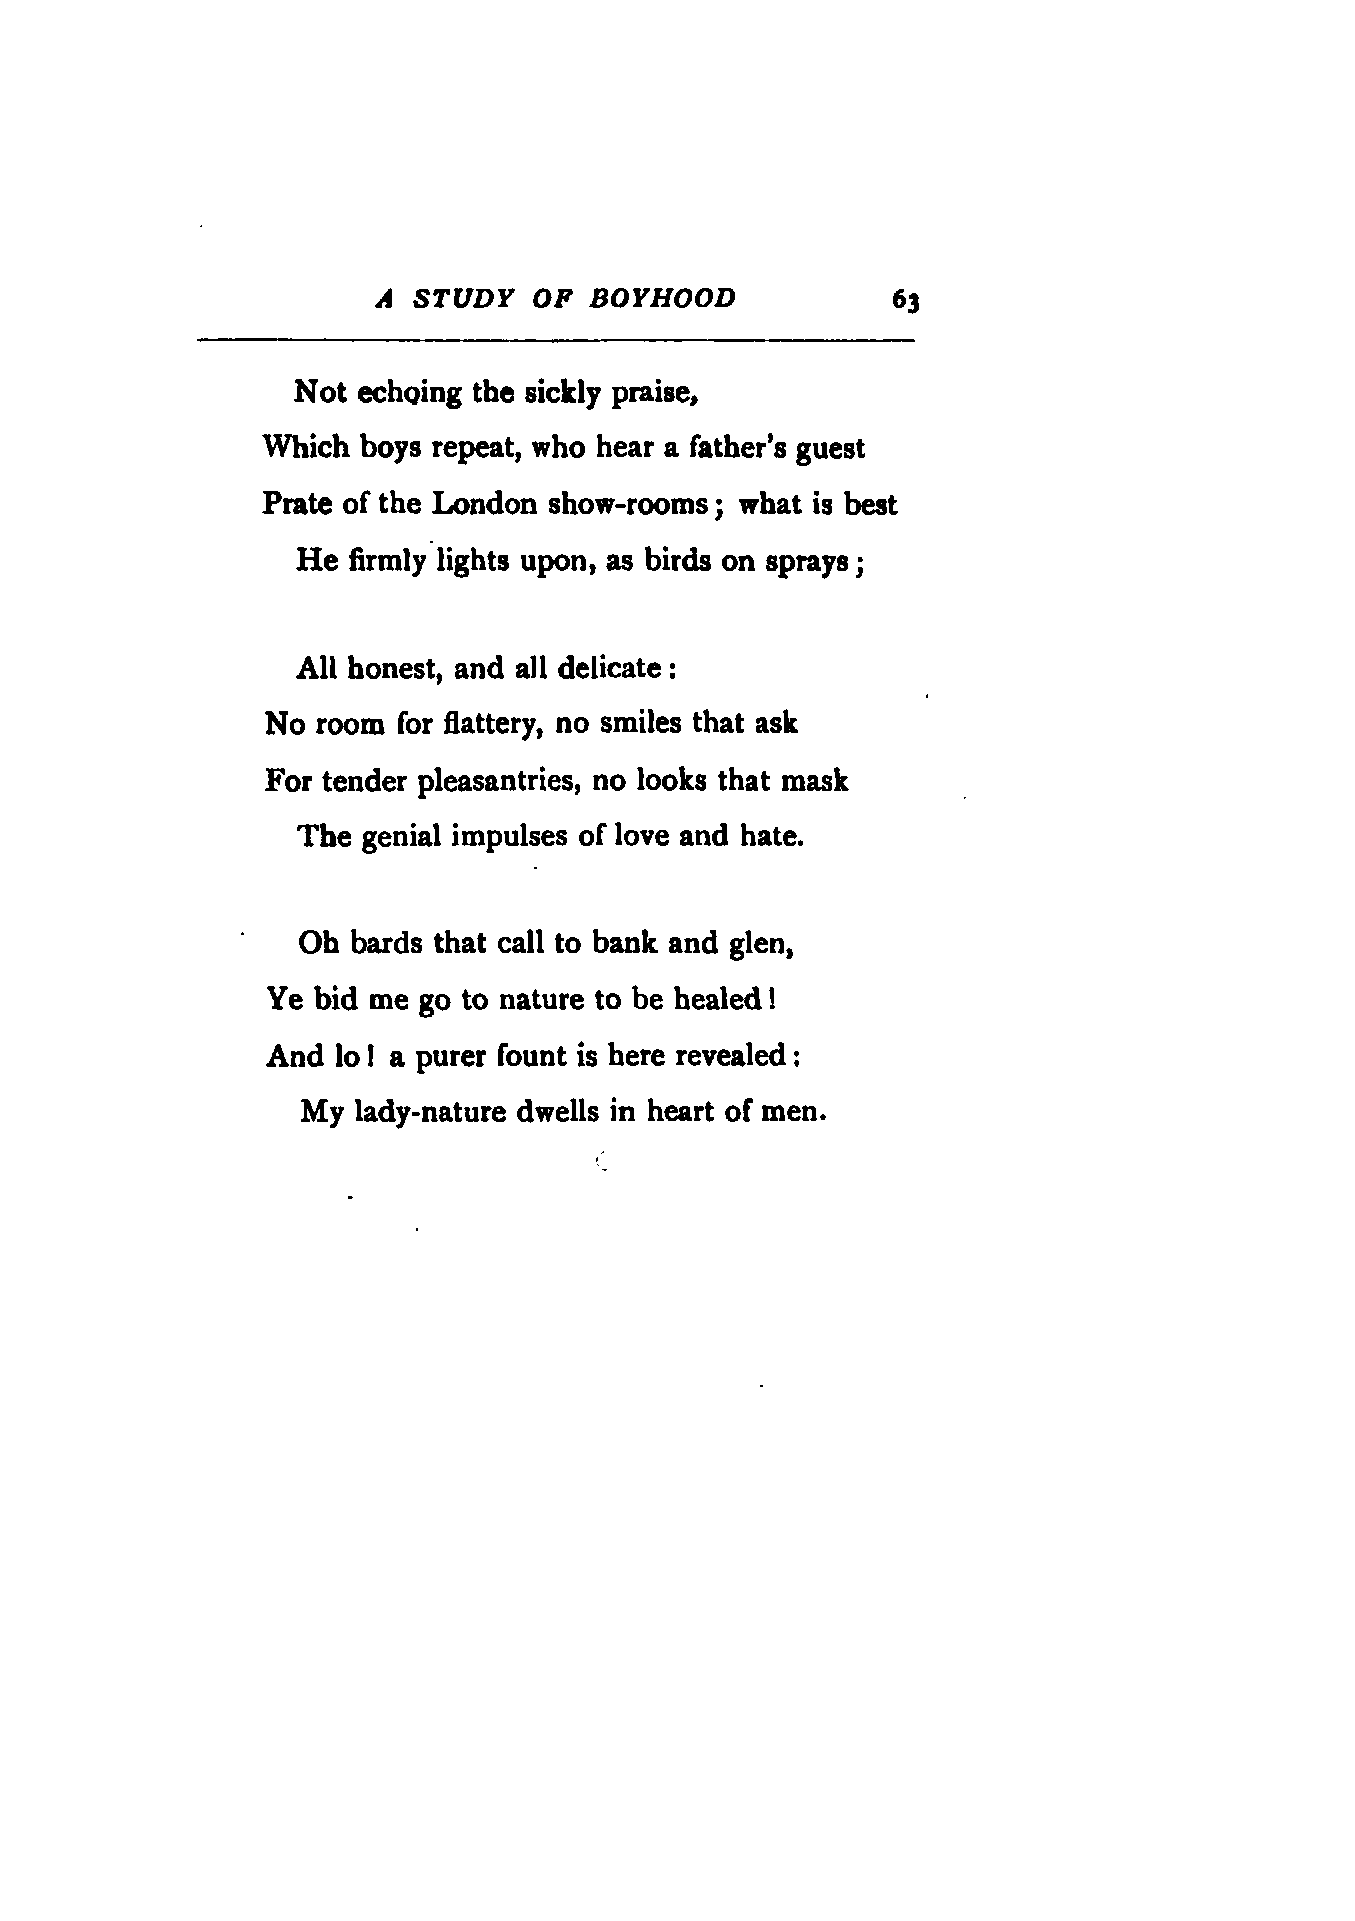 A STUDY OF BOYHOOD 63
Not echoing the sickly praise,
Which boys repeat, who hear a father's guest
Prate of the London show-rooms; what is best
He firmly lights upon, as birds on sprays;
All honest, and all delicate:
No room for flattery, no smiles that ask
For tender pleasantries, no looks that mask
The genial impulses of love and hate.
Oh bards that call to bank and glen,
Ye bid me go to nature to be healed!
And lo! a purer fount is here revealed:
My lady-nature dwells in heart of men.